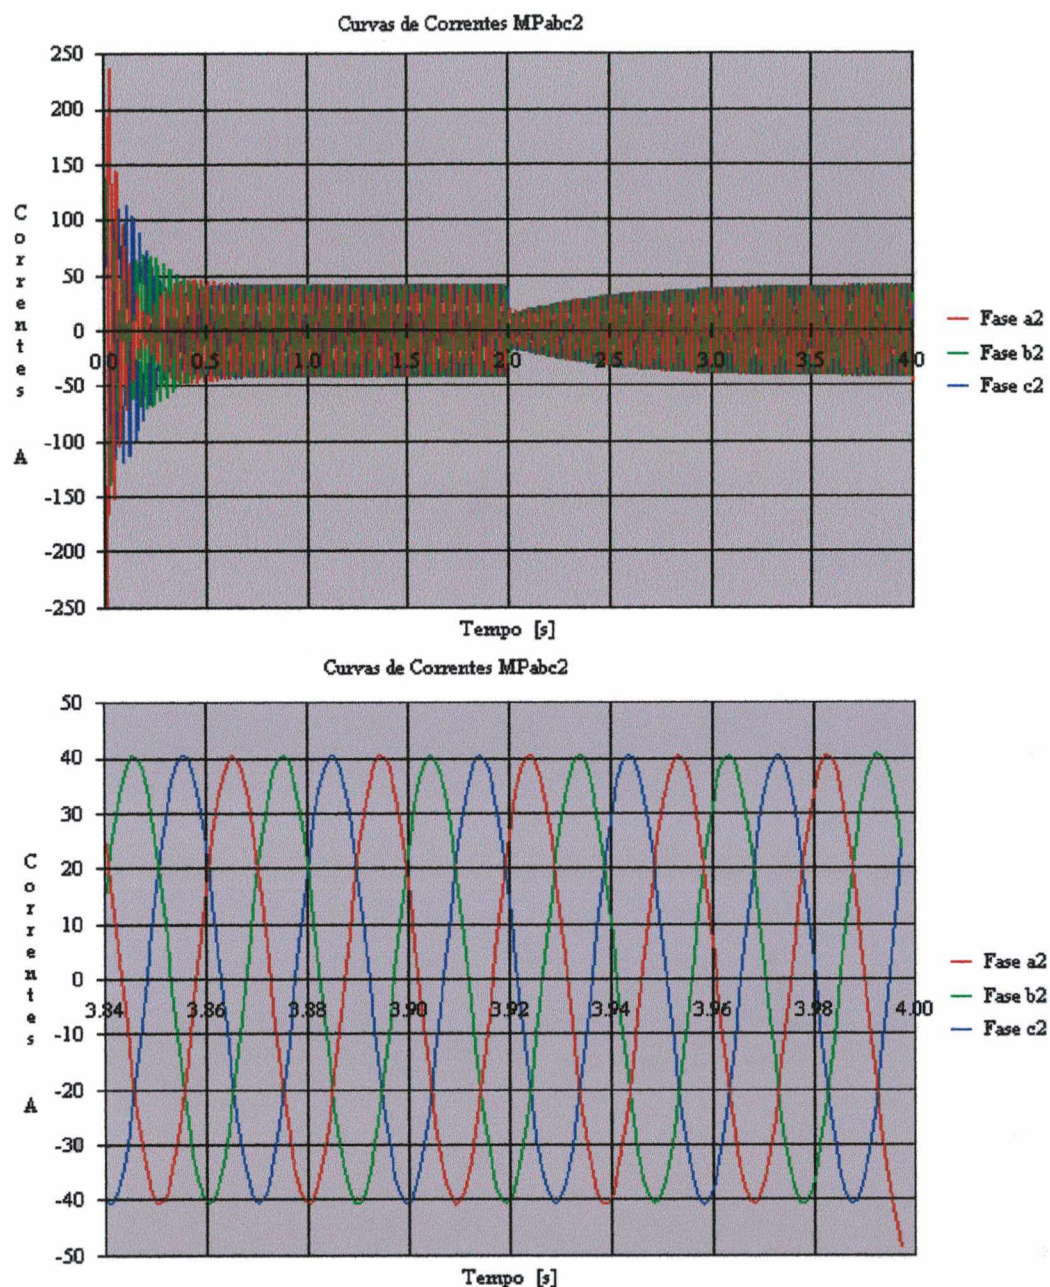 Curvas de Correntes MPabc2
250
200
150
100
50
0
-50
-100
-150
-200
-250
Correntes A
0.0 0.5 1.0 1.5 2.0 2.5 3.0 3.5 4.0
Tempo [s]
Fase a2
Fase b2
Fase c2
Curvas de Correntes MPabc2
50
40
30
20
10
0
-10
-20
-30
-40
-50
Correntes A
3.84 3.86 3.88 3.90 3.92 3.94 3.96 3.98 4.00
Tempo [s]
Fase a2
Fase b2
Fase c2